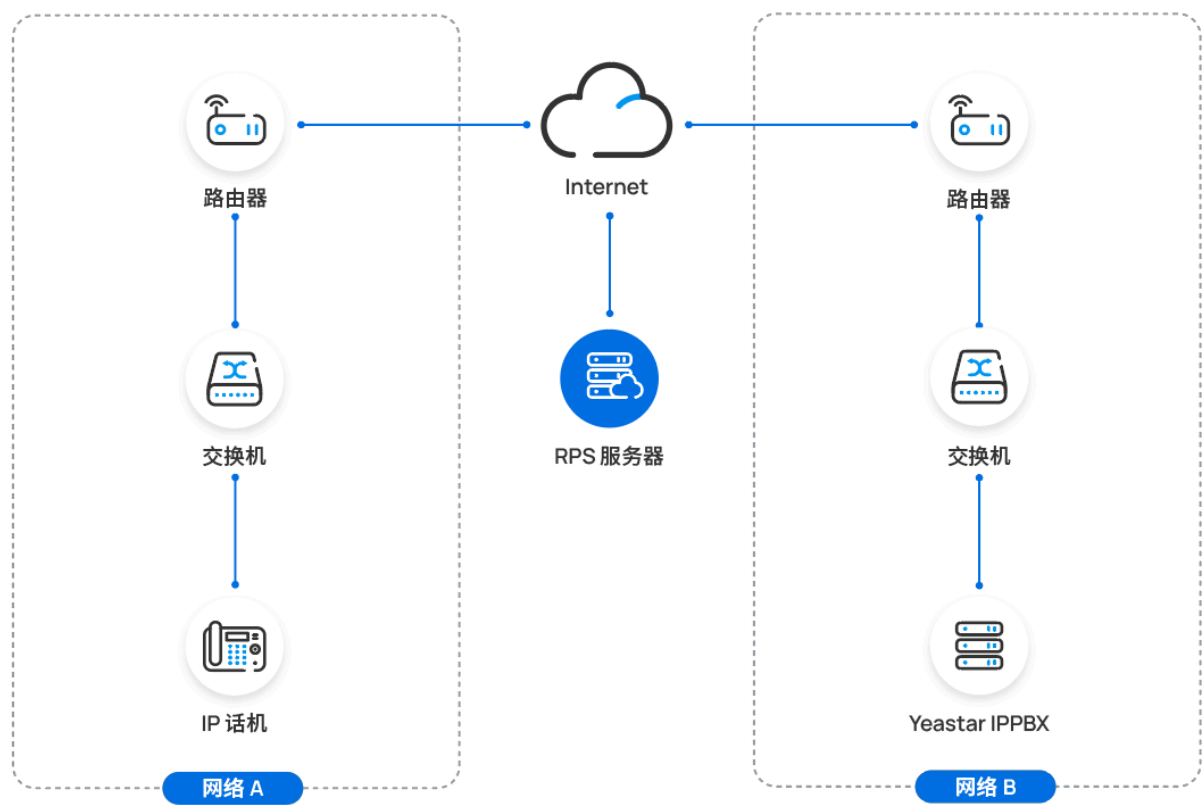 Internet
路由器
路由器
交换机
RPS 服务器
交换机
IP 话机
Yeastar IPPBX
网络 A
网络 B